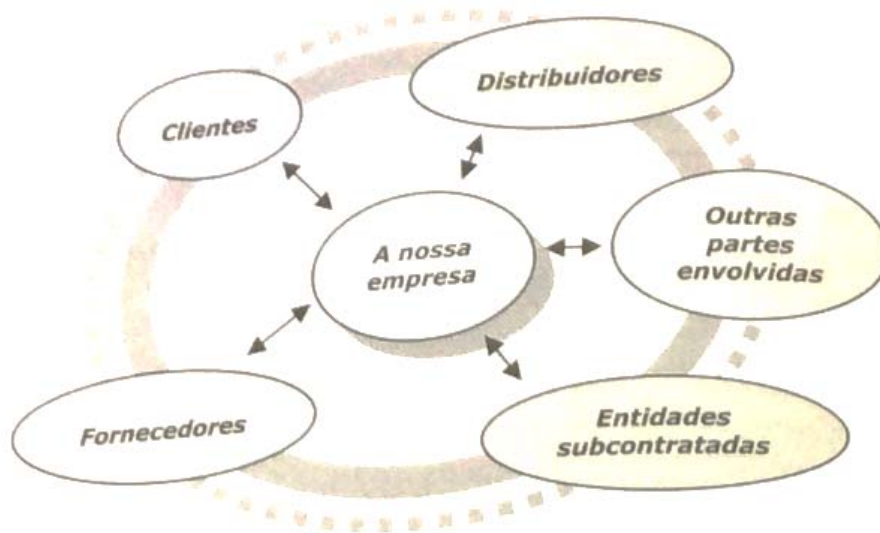 Distribuidores
Clientes
Outras
partes
envolvidas
A nossa
empresa
Fornecedores
Entidades
subcontratadas